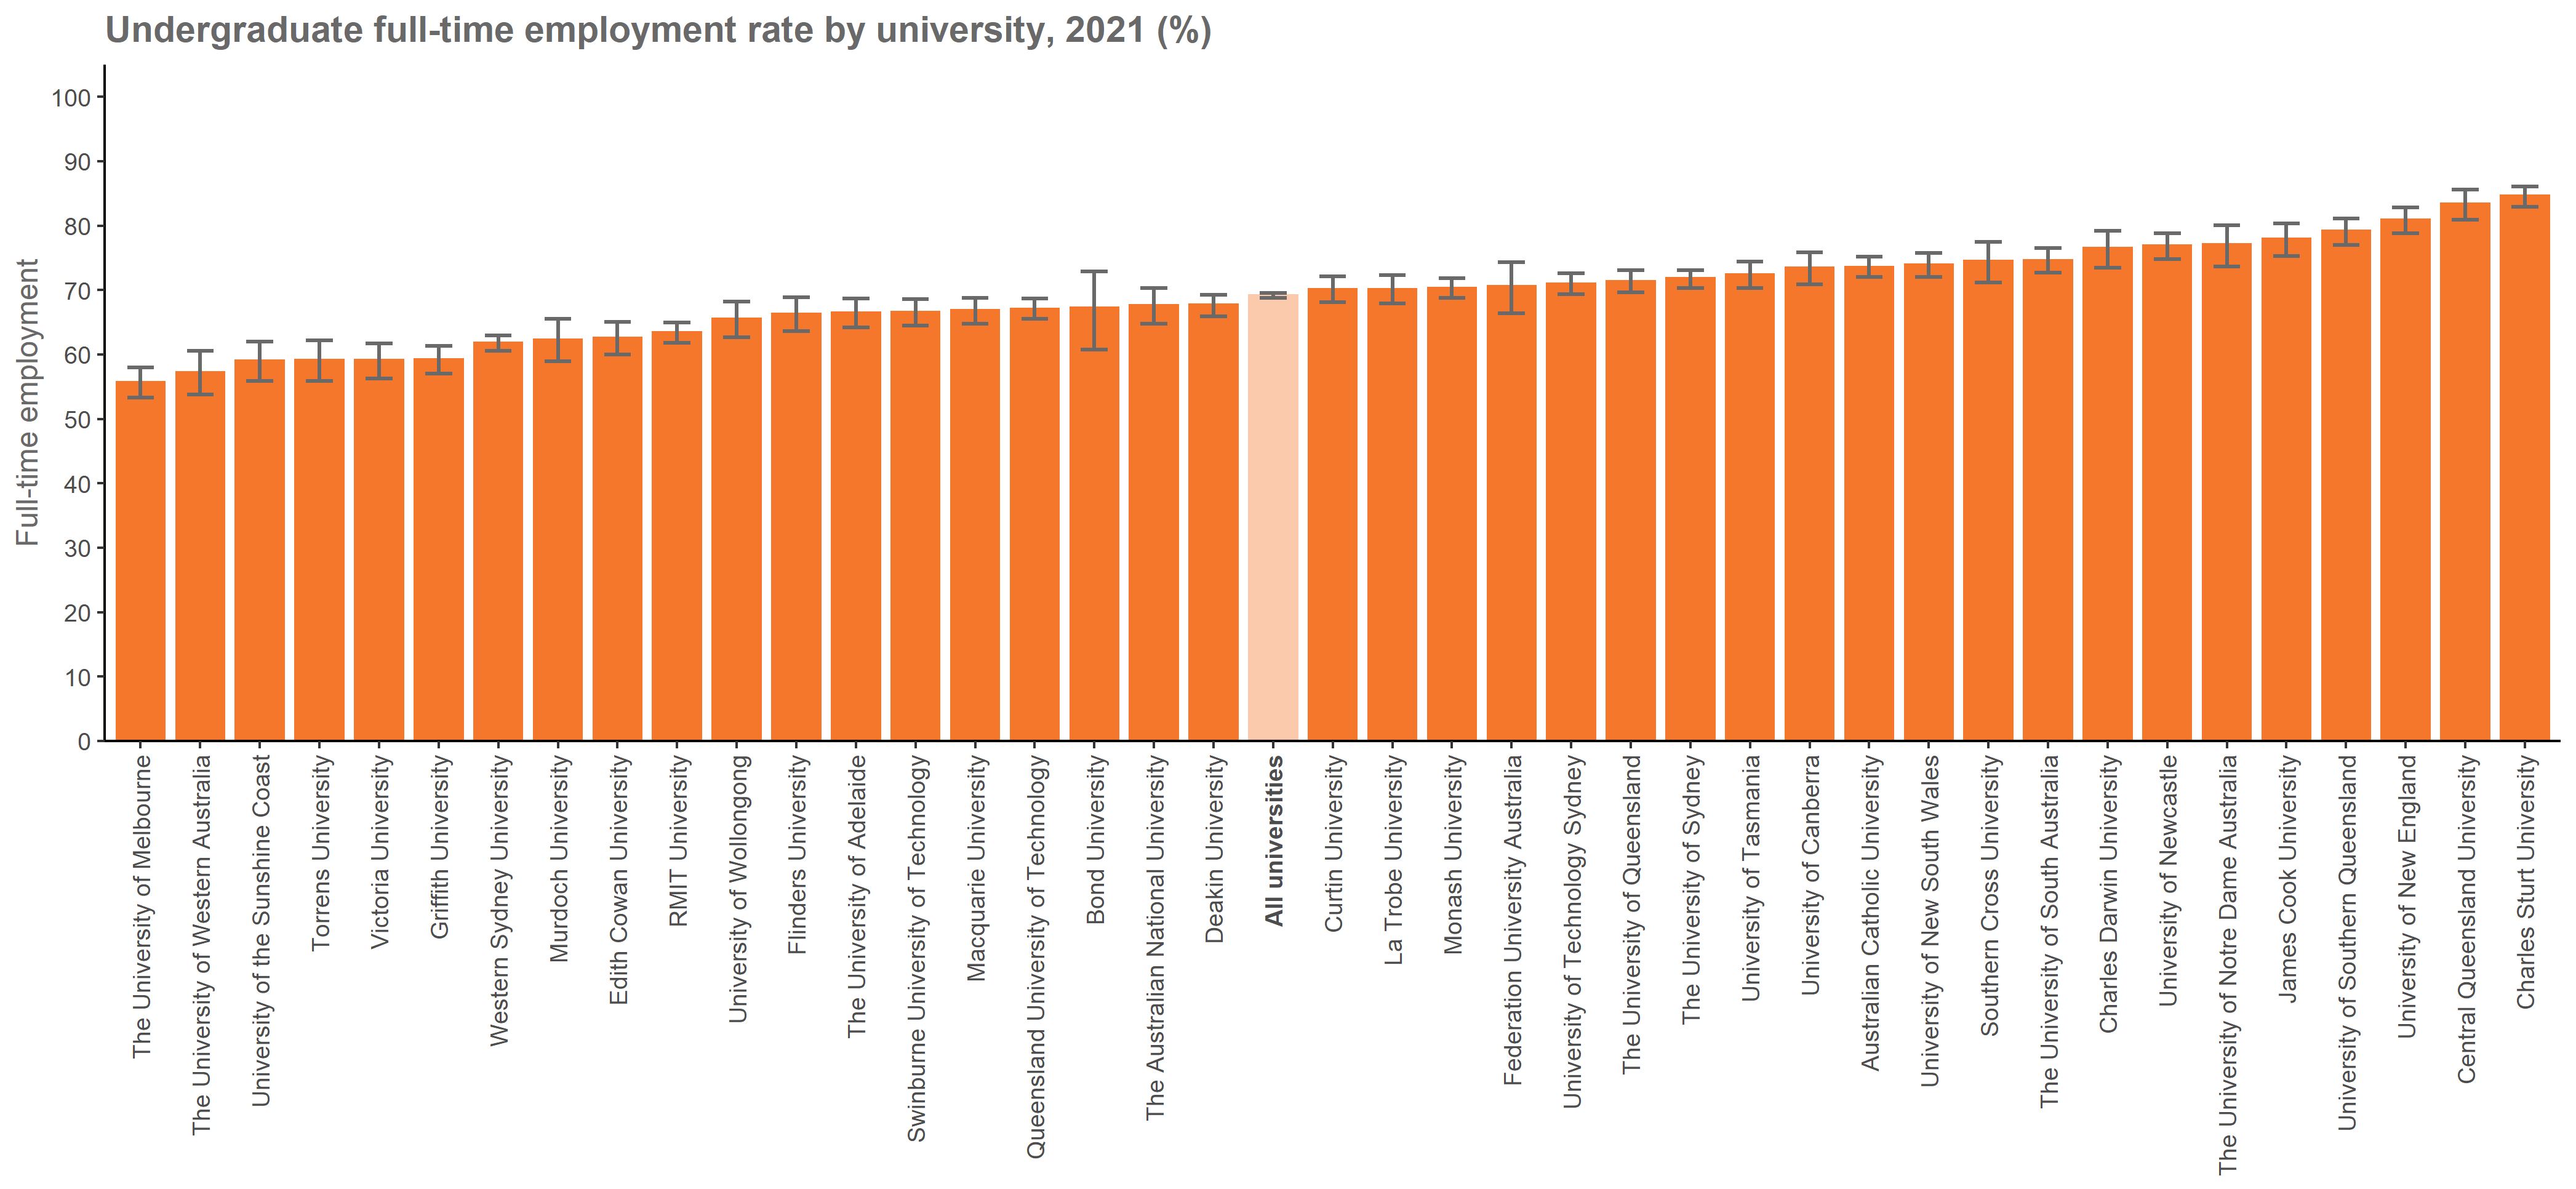 Undergraduate full-time employment rate by university, 2021 (%)
Full-time employment
100
90
80
70
60
50
40
30
20
10
0
The University of Melbourne
The University of Western Australia
University of the Sunshine Coast
Torrens University
Victoria University
Griffith University
Western Sydney University
Murdoch University
Edith Cowan University
RMIT University
University of Wollongong
Flinders University
The University of Adelaide
Swinburne University of Technology
Macquarie University
Queensland University of Technology
Bond University
The Australian National University
Deakin University
All universities
Curtin University
La Trobe University
Monash University
Federation University Australia
University of Technology Sydney
The University of Queensland
The University of Sydney
University of Tasmania
University of Canberra
Australian Catholic University
University of New South Wales
Southern Cross University
The University of South Australia
Charles Darwin University
University of Newcastle
The University of Notre Dame Australia
James Cook University
University of Southern Queensland
University of New England
Central Queensland University
Charles Sturt University